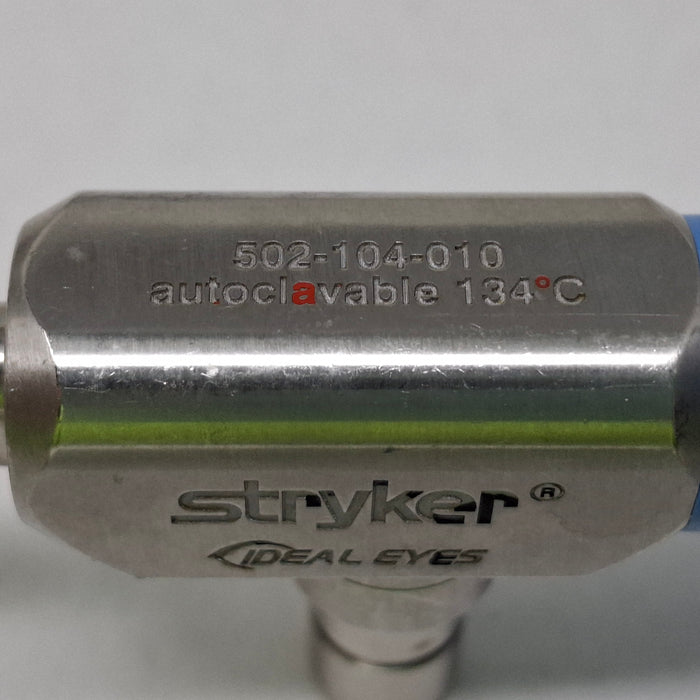 502-104-010
autoclavable 134°C
stryker®
IDEAL EYES